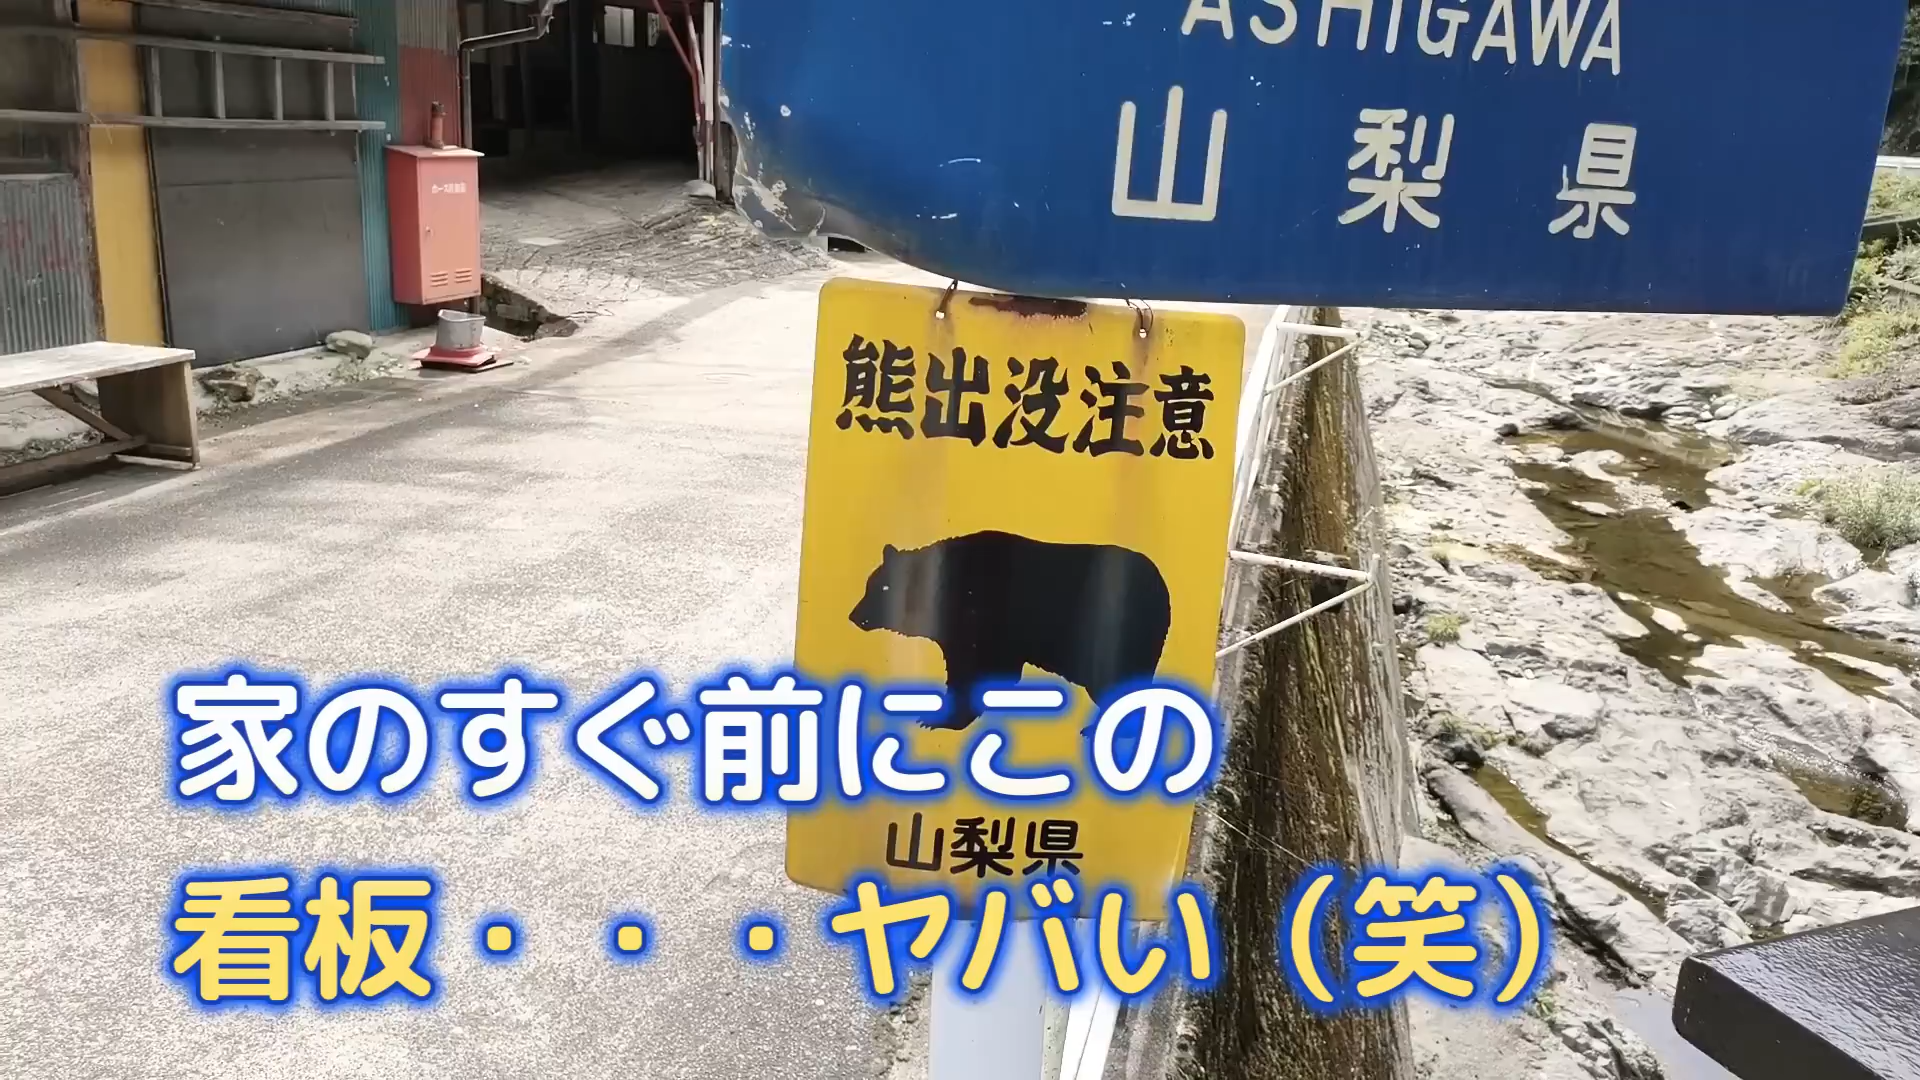 ASHIGAWA
山梨県
熊出没注意
山梨県
家のすぐ前にこの
看板・・・ヤバい（笑）